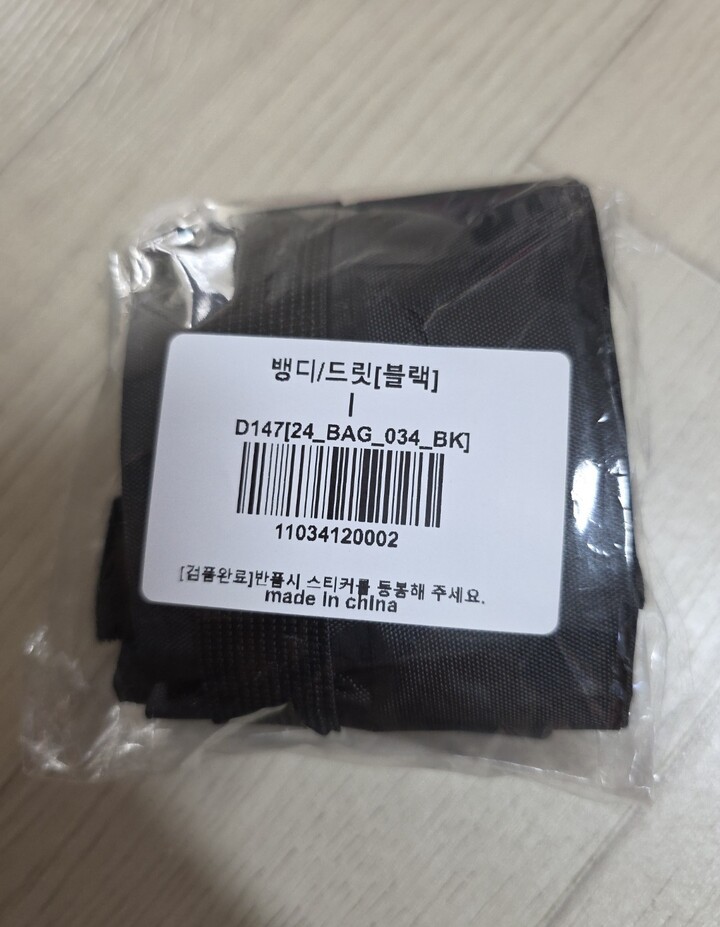 뱅디/드릿[블랙]
|
D147[24_BAG_034_BK]
11034120002
[검품완료]반품시 스티커를 동봉해 주세요.
made in china